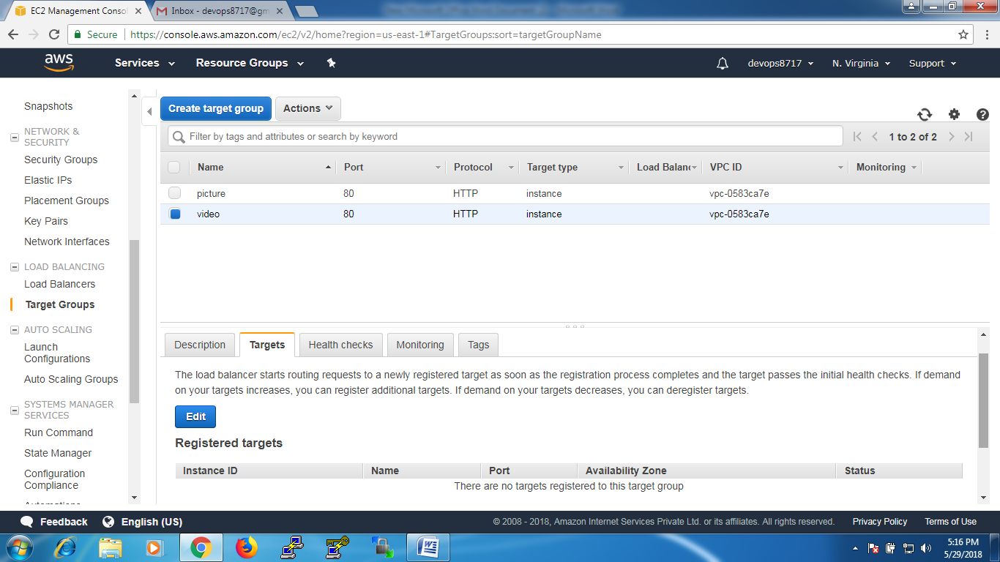 EC2 Management Consol
Inbox - devops8717@gm
Secure
https://console.aws.amazon.com/ec2/v2/home?region=us-east-1#TargetGroups:sort=targetGroupName
aws
Services
Resource Groups
devops8717
N. Virginia
Support
Snapshots
NETWORK &
SECURITY
Security Groups
Elastic IPs
Placement Groups
Key Pairs
Network Interfaces
LOAD BALANCING
Load Balancers
Target Groups
AUTO SCALING
Launch
Configurations
Auto Scaling Groups
SYSTEMS MANAGER
SERVICES
Run Command
State Manager
Configuration
Compliance
Create target group
Actions
Filter by tags and attributes or search by keyword
1 to 2 of 2
Name Port Protocol Target type Load Balanc VPC ID Monitoring
picture 80 HTTP instance vpc-0583ca7e
video 80 HTTP instance vpc-0583ca7e
Description Targets Health checks Monitoring Tags
The load balancer starts routing requests to a newly registered target as soon as the registration process completes and the target passes the initial health checks. If demand
on your targets increases, you can register additional targets. If demand on your targets decreases, you can deregister targets.
Edit
Registered targets
Instance ID Name Port Availability Zone Status
There are no targets registered to this target group
Feedback
English (US)
© 2008 - 2018, Amazon Internet Services Private Ltd. or its affiliates. All rights reserved.
Privacy Policy
Terms of Use
5:16 PM
5/29/2018